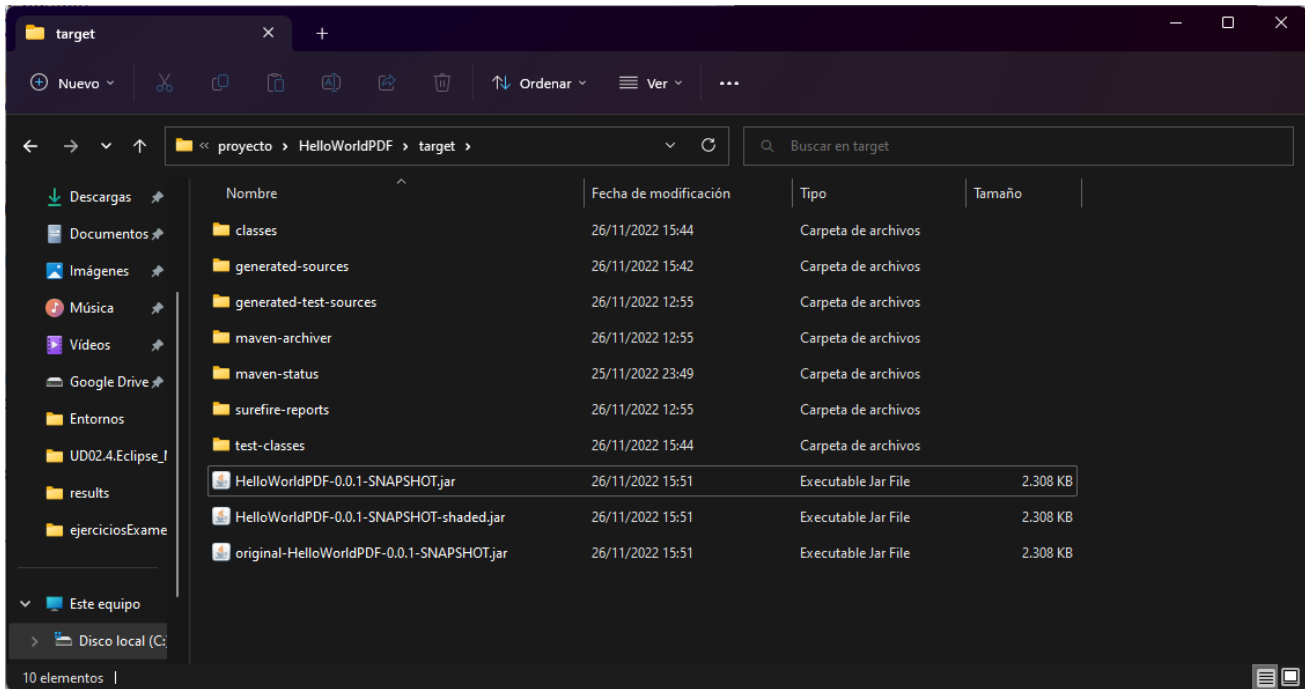 target
Nuevo
Ordenar
Ver
« proyecto > HelloWorldPDF > target >
Buscar en target
Descargas
Documentos
Imágenes
Música
Vídeos
Google Drive
Entornos
UD02.4.Eclipse_
results
ejerciciosExame
Este equipo
Disco local (C:
Nombre Fecha de modificación Tipo Tamaño
classes 26/11/2022 15:44 Carpeta de archivos
generated-sources 26/11/2022 15:42 Carpeta de archivos
generated-test-sources 26/11/2022 12:55 Carpeta de archivos
maven-archiver 26/11/2022 12:55 Carpeta de archivos
maven-status 25/11/2022 23:49 Carpeta de archivos
surefire-reports 26/11/2022 12:55 Carpeta de archivos
test-classes 26/11/2022 15:44 Carpeta de archivos
HelloWorldPDF-0.0.1-SNAPSHOT.jar 26/11/2022 15:51 Executable Jar File 2.308 KB
HelloWorldPDF-0.0.1-SNAPSHOT-shaded.jar 26/11/2022 15:51 Executable Jar File 2.308 KB
original-HelloWorldPDF-0.0.1-SNAPSHOT.jar 26/11/2022 15:51 Executable Jar File 2.308 KB
10 elementos